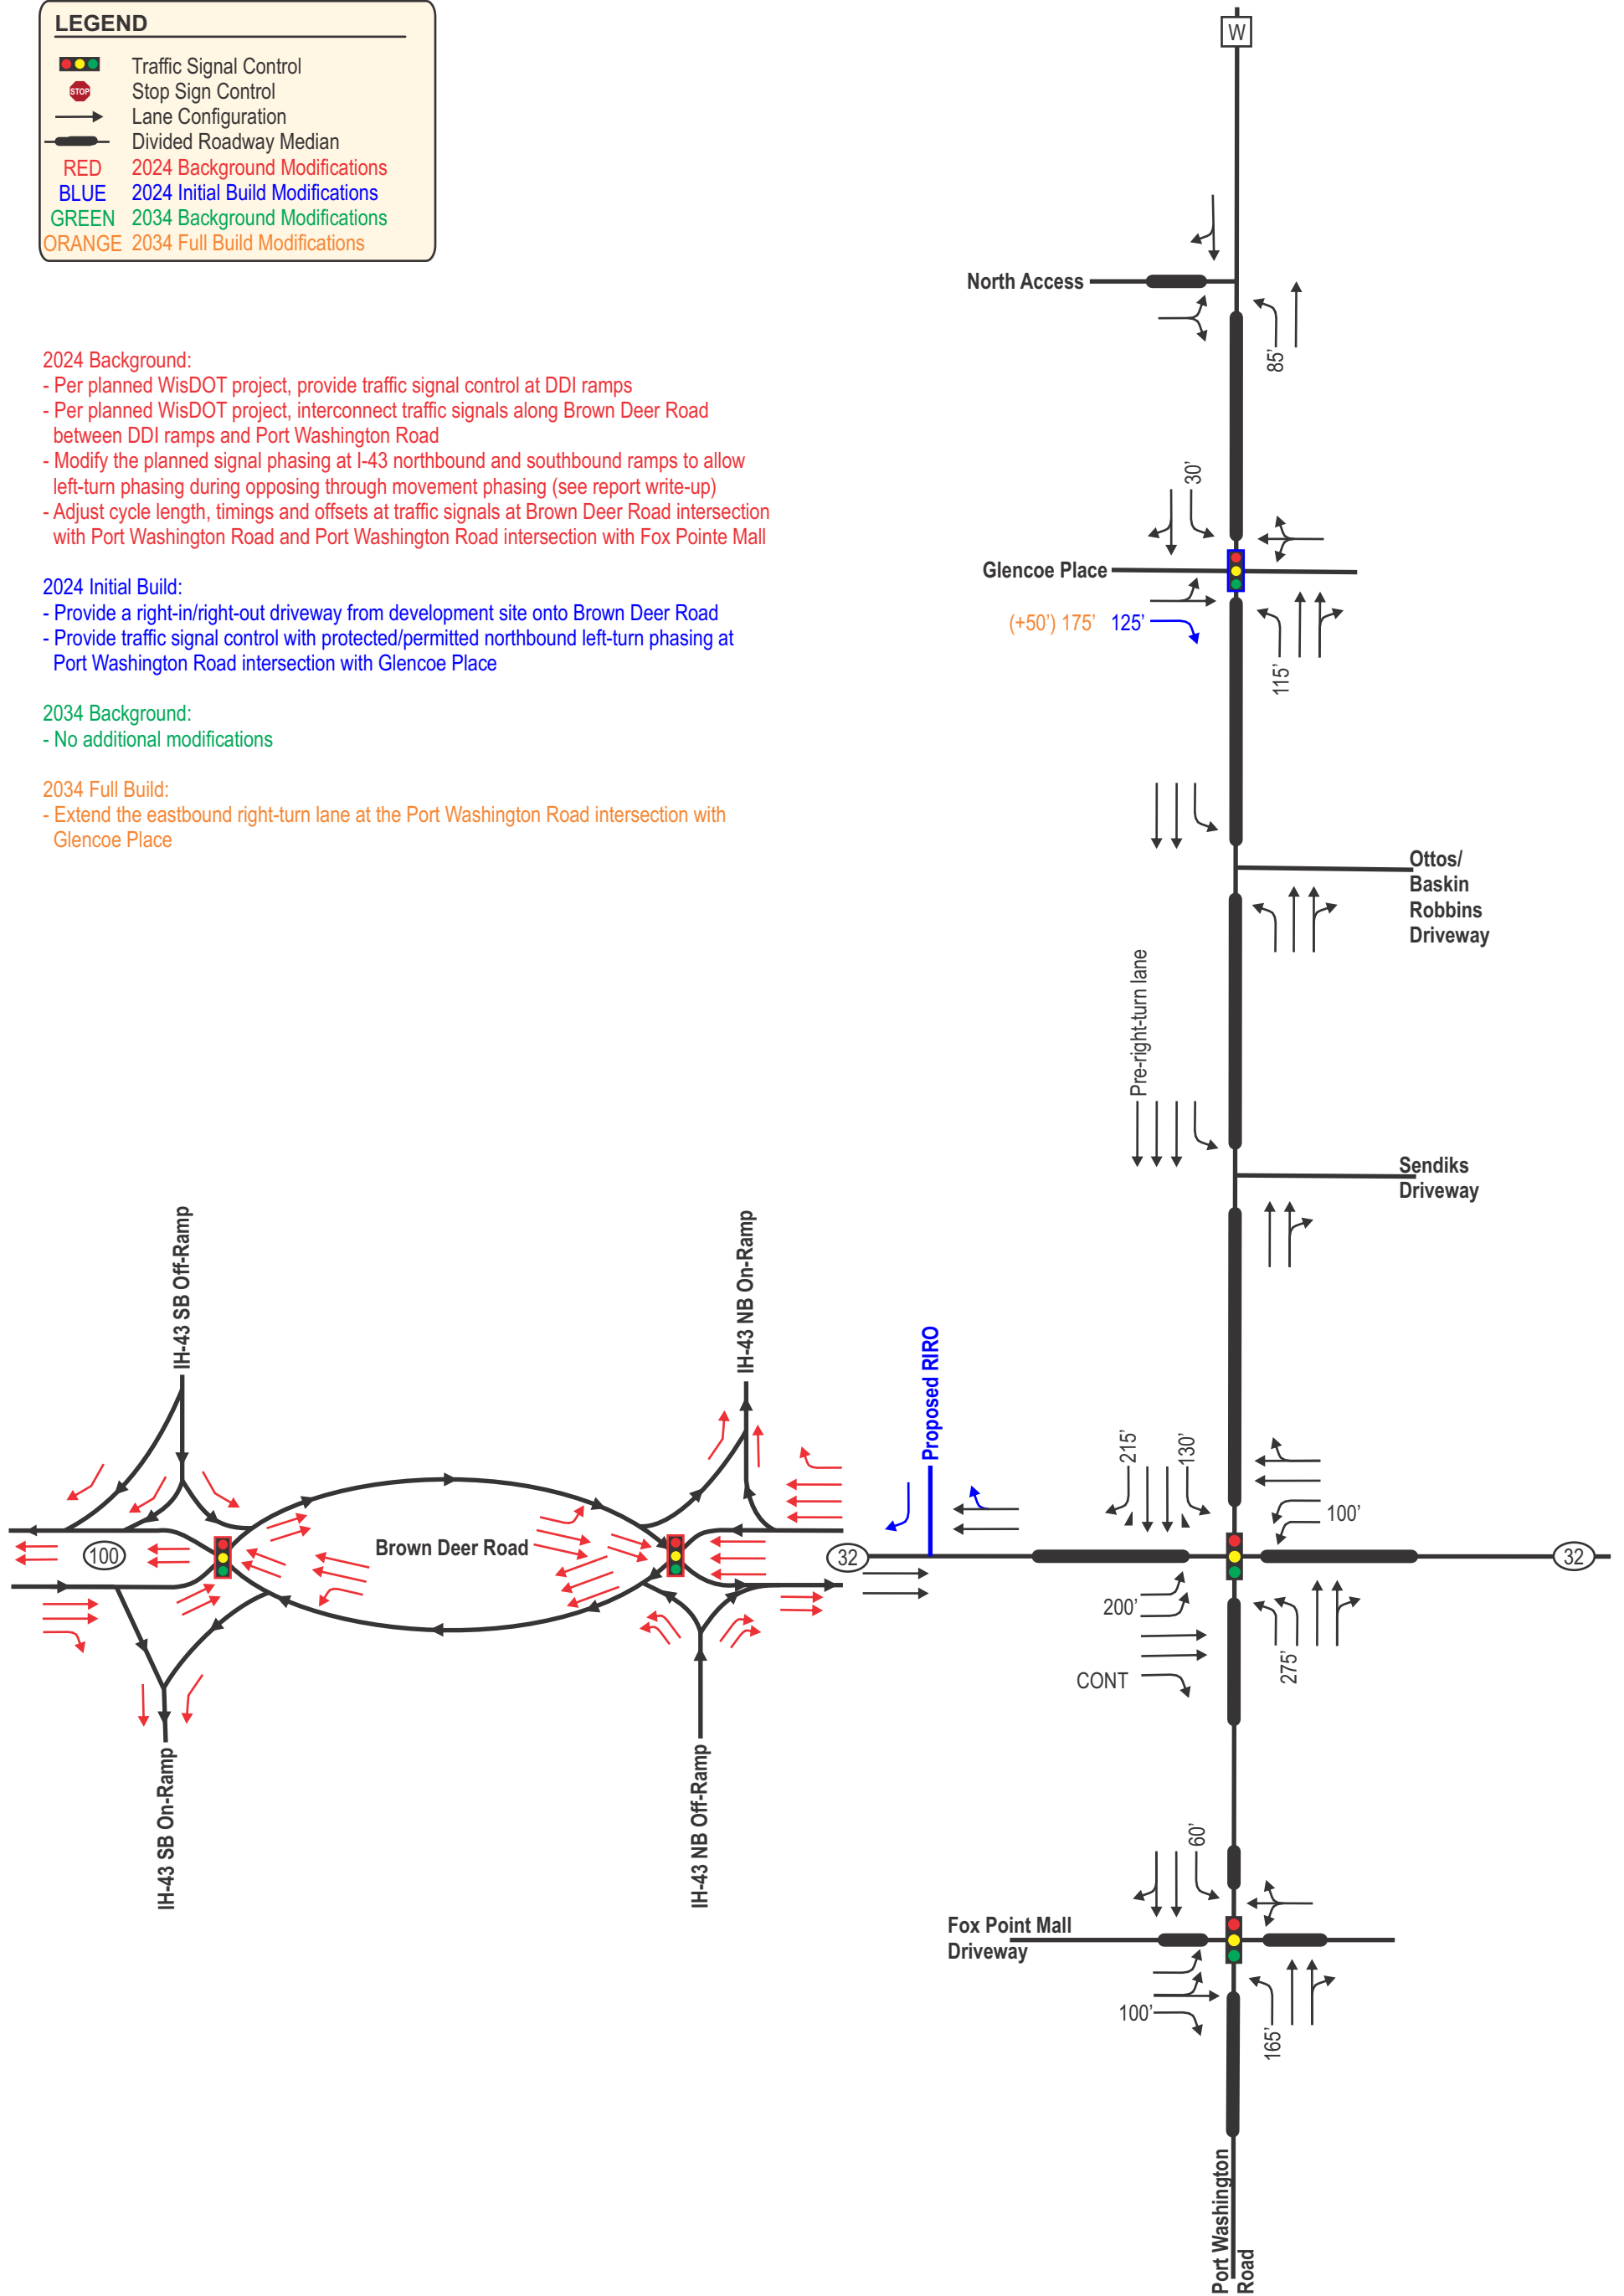 LEGEND
Traffic Signal Control
STOP Stop Sign Control
Lane Configuration
Divided Roadway Median
RED 2024 Background Modifications
BLUE 2024 Initial Build Modifications
GREEN 2034 Background Modifications
ORANGE 2034 Full Build Modifications
2024 Background:
- Per planned WisDOT project, provide traffic signal control at DDI ramps
- Per planned WisDOT project, interconnect traffic signals along Brown Deer Road
between DDI ramps and Port Washington Road
- Modify the planned signal phasing at I-43 northbound and southbound ramps to allow
left-turn phasing during opposing through movement phasing (see report write-up)
- Adjust cycle length, timings and offsets at traffic signals at Brown Deer Road intersection
with Port Washington Road and Port Washington Road intersection with Fox Pointe Mall
2024 Initial Build:
- Provide a right-in/right-out driveway from development site onto Brown Deer Road
- Provide traffic signal control with protected/permitted northbound left-turn phasing at
Port Washington Road intersection with Glencoe Place
2034 Background:
- No additional modifications
2034 Full Build:
- Extend the eastbound right-turn lane at the Port Washington Road intersection with
Glencoe Place
W
North Access
85'
30'
Glencoe Place
(+50') 175' 125'
115'
Ottos/
Baskin
Robbins
Driveway
Pre-right-turn lane
Sendiks
Driveway
IH-43 SB Off-Ramp
IH-43 NB On-Ramp
Proposed RIRO
215'
130'
100'
100
Brown Deer Road
32
32
200'
275'
CONT
IH-43 SB On-Ramp
IH-43 NB Off-Ramp
60'
Fox Point Mall
Driveway
100'
165'
Port Washington
Road